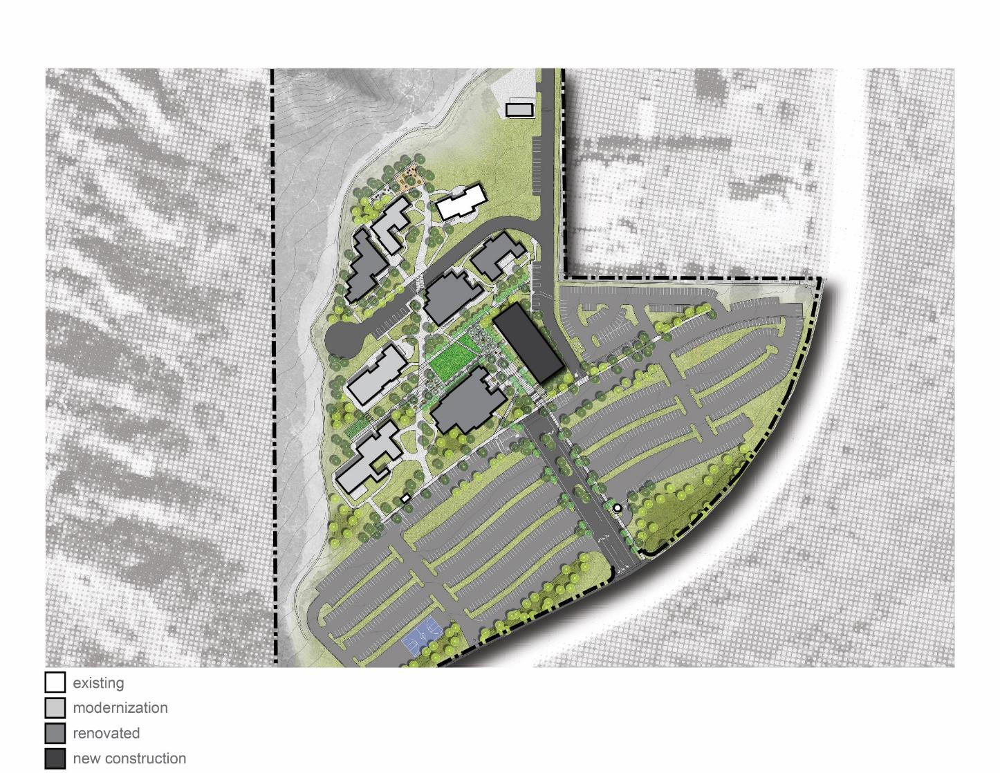 existing
modernization
renovated
new construction